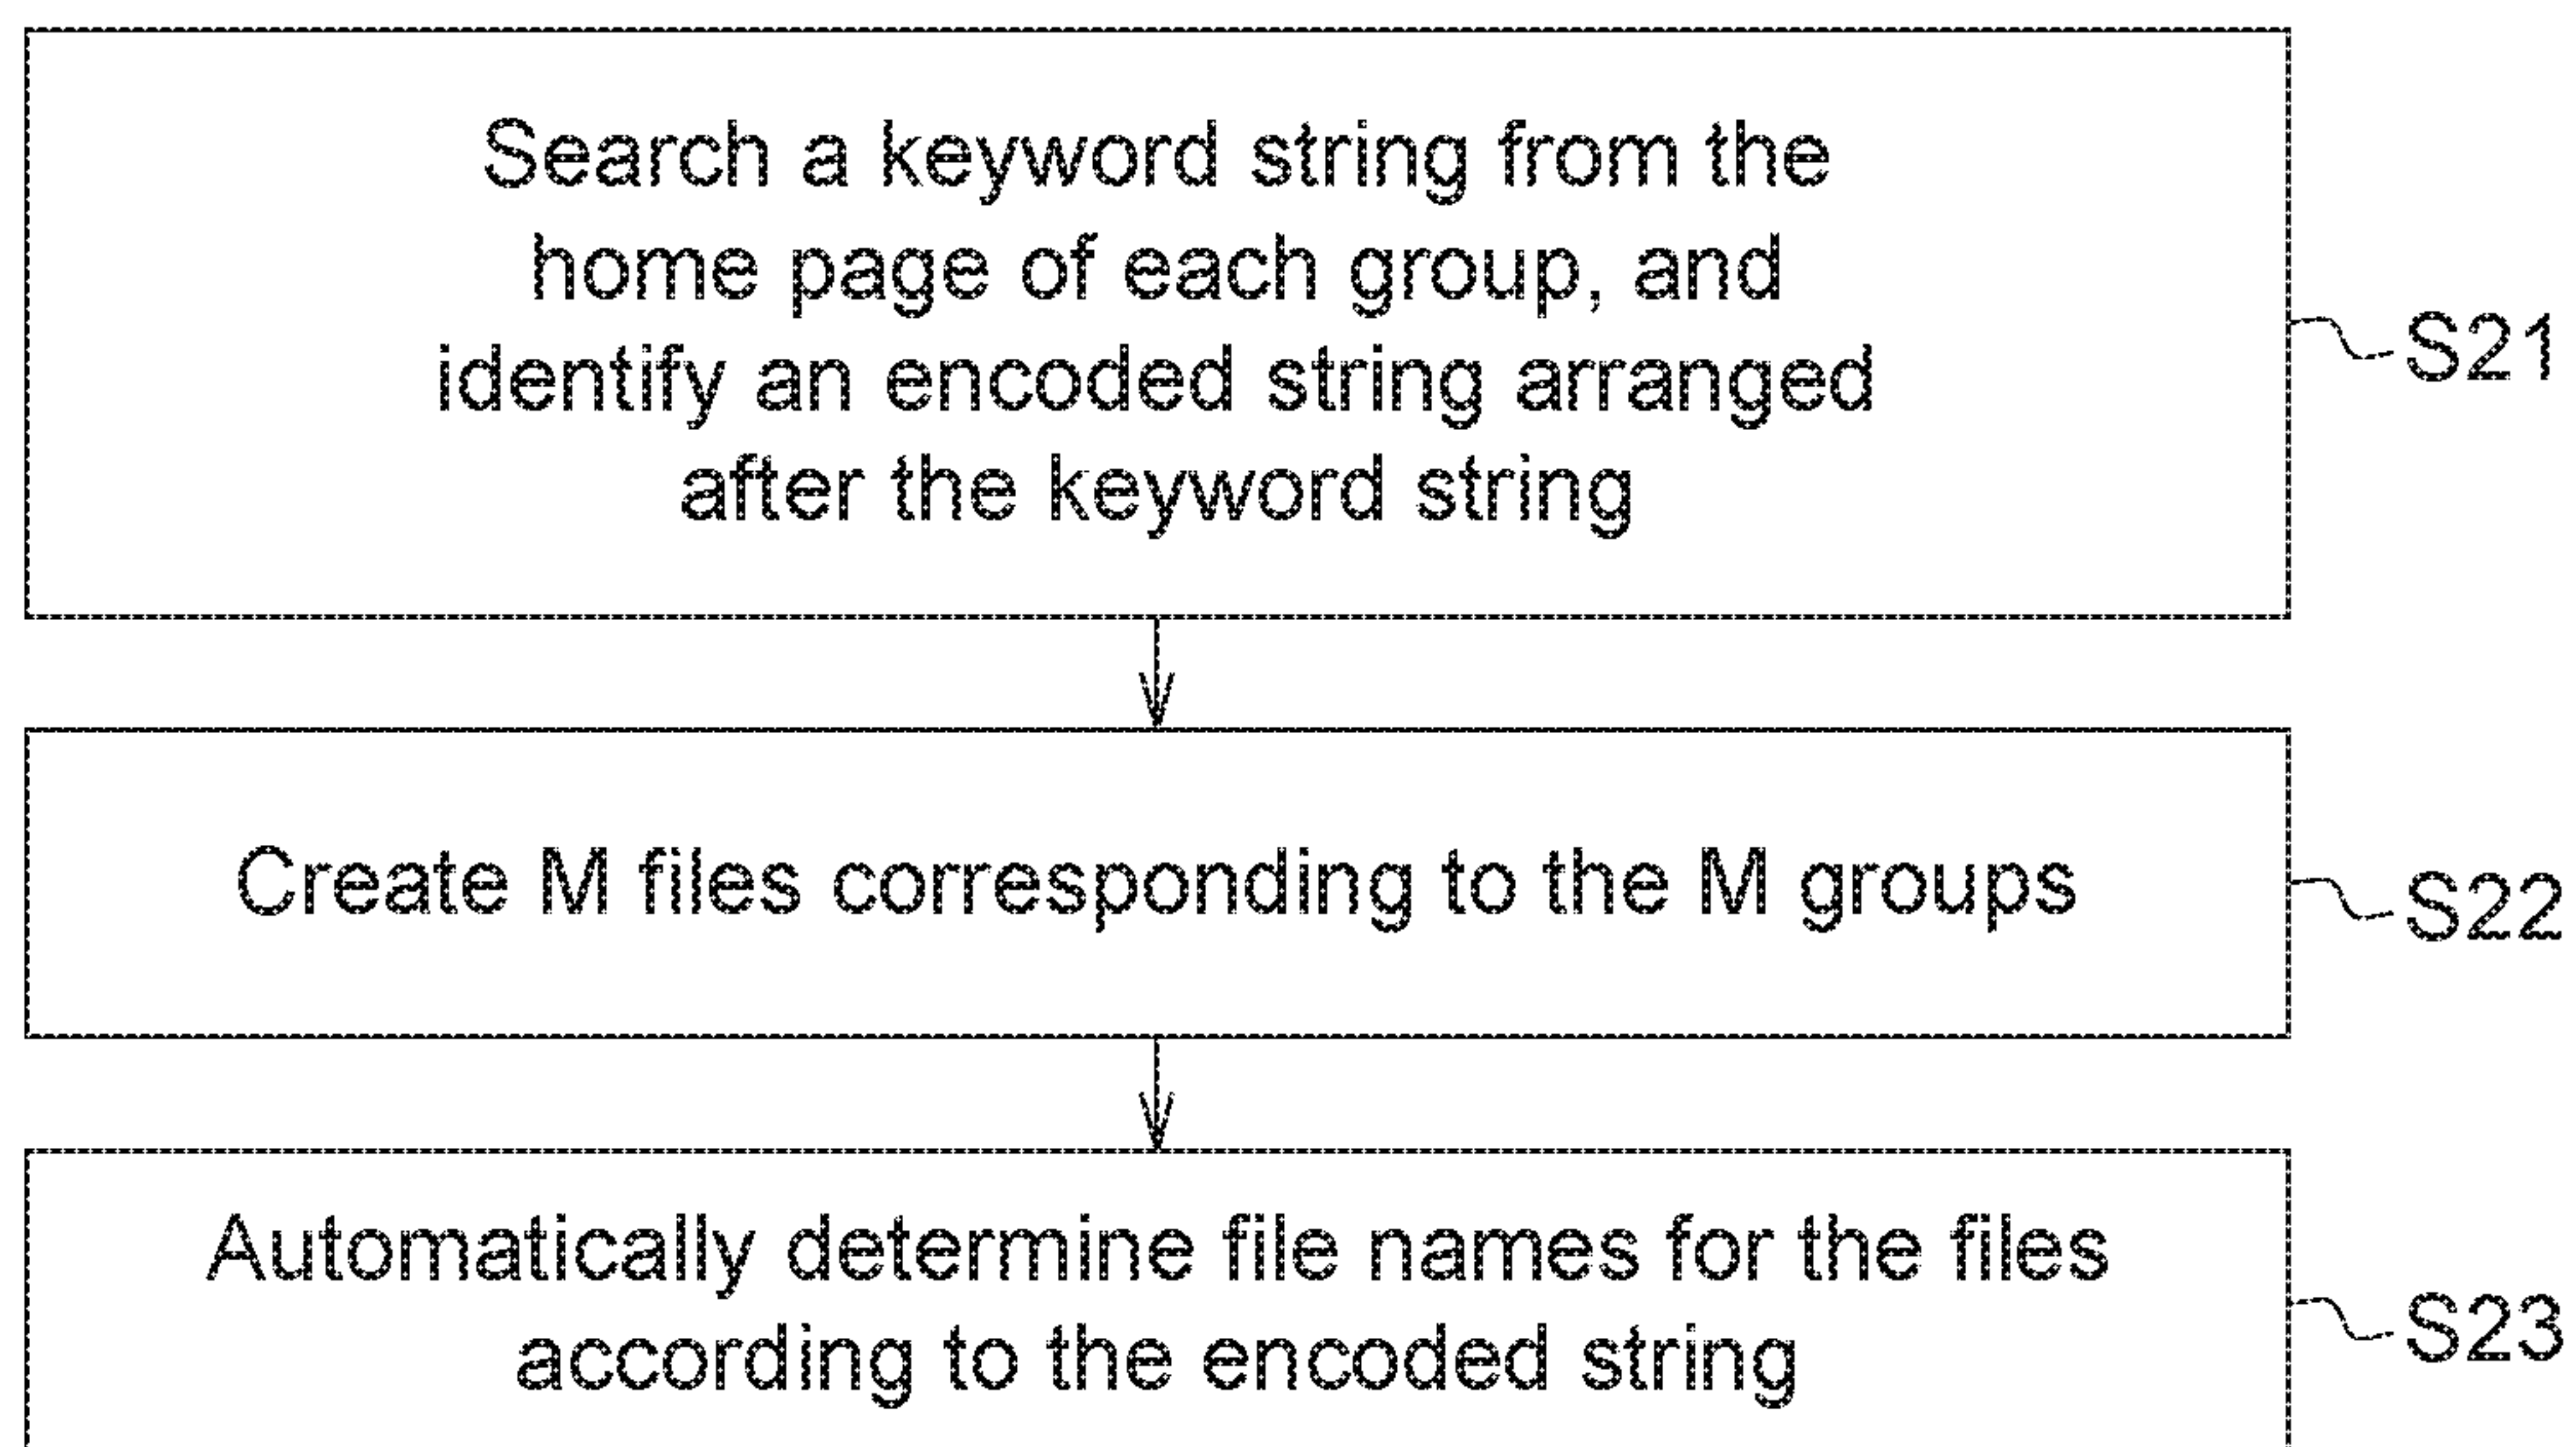 Search a keyword string from the
home page of each group, and
identify an encoded string arranged
after the keyword string
S21
Create M files corresponding to the M groups
S22
Automatically determine file names for the files
according to the encoded string
S23